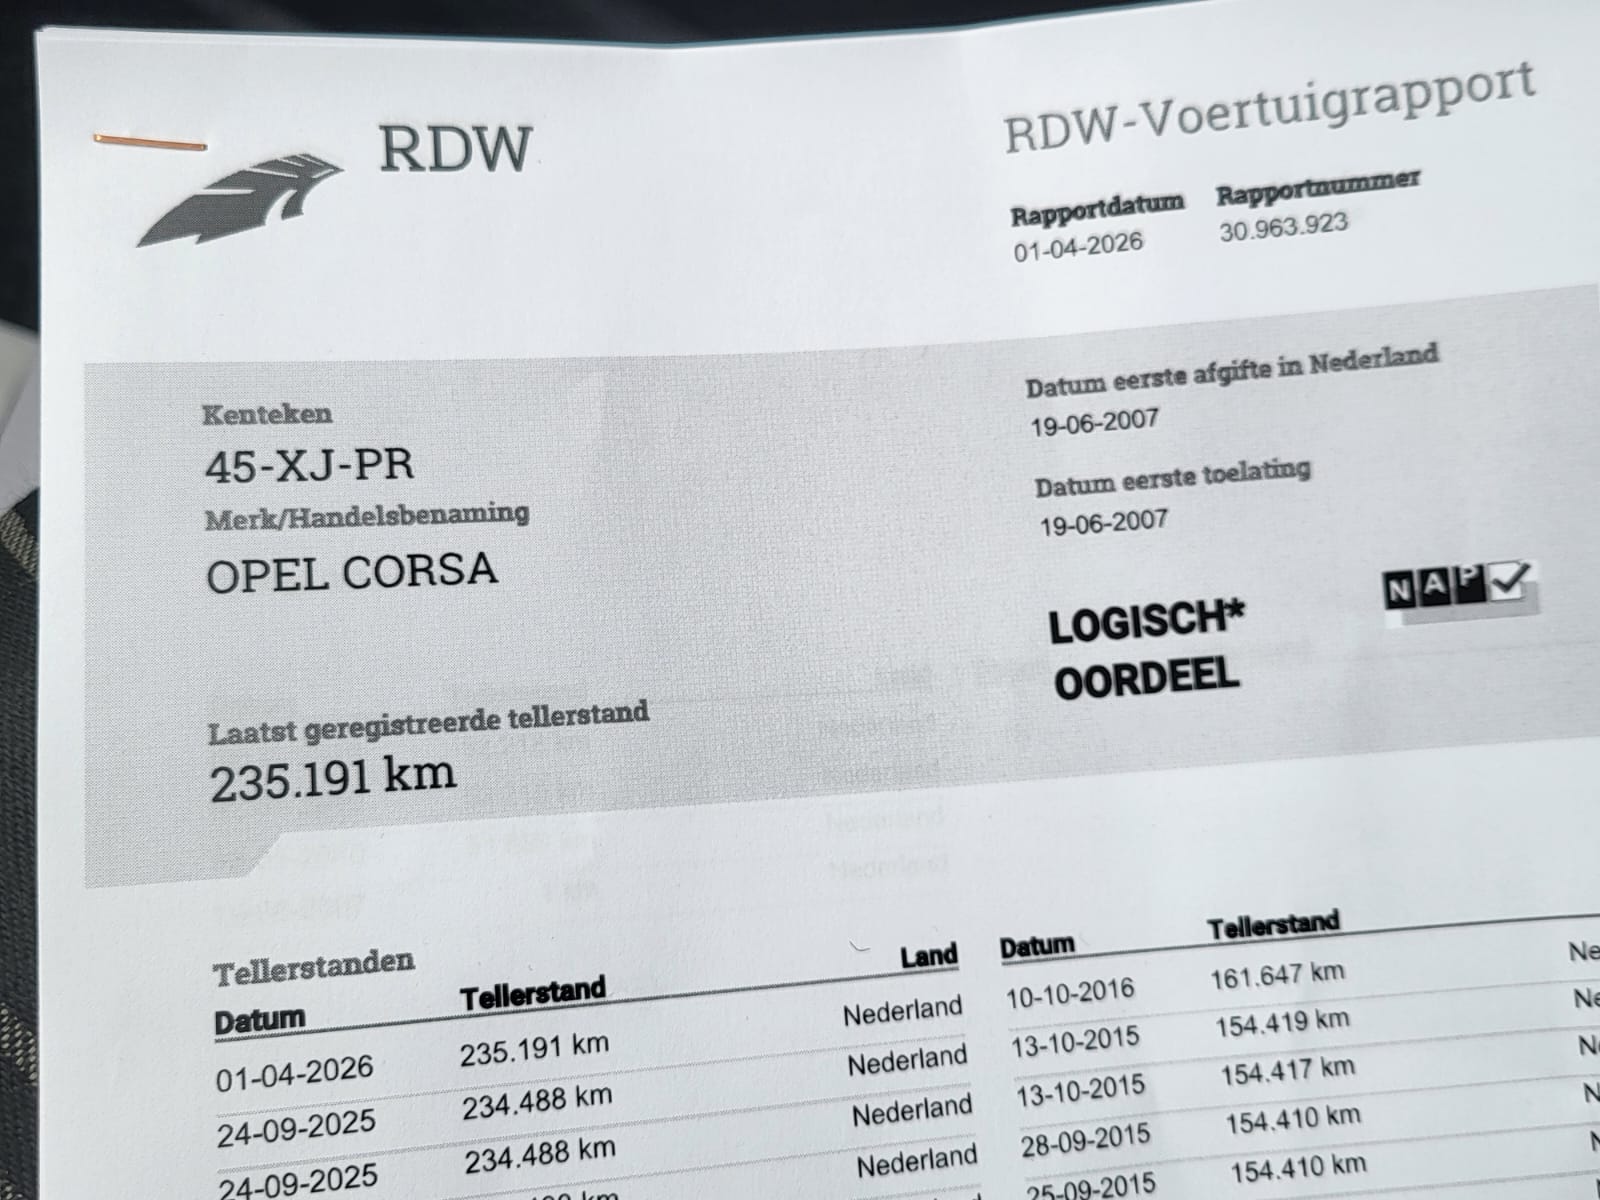 RDW
RDW-Voertuigrapport
Rapportdatum Rapportnummer
01-04-2026 30.963.923
Kenteken
45-XJ-PR
Merk/Handelsbenaming
OPEL CORSA
Laatst geregistreerde tellerstand
235.191 km
Datum eerste afgifte in Nederland
19-06-2007
Datum eerste toelating
19-06-2007
LOGISCH*
OORDEEL
NAP
Tellerstanden
Datum Tellerstand Land
01-04-2026 235.191 km Nederland
24-09-2025 234.488 km Nederland
24-09-2025 234.488 km Nederland
Nederland
Datum Tellerstand
10-10-2016 161.647 km Ne
13-10-2015 154.419 km Ne
13-10-2015 154.417 km
28-09-2015 154.410 km
25-09-2015 154.410 km